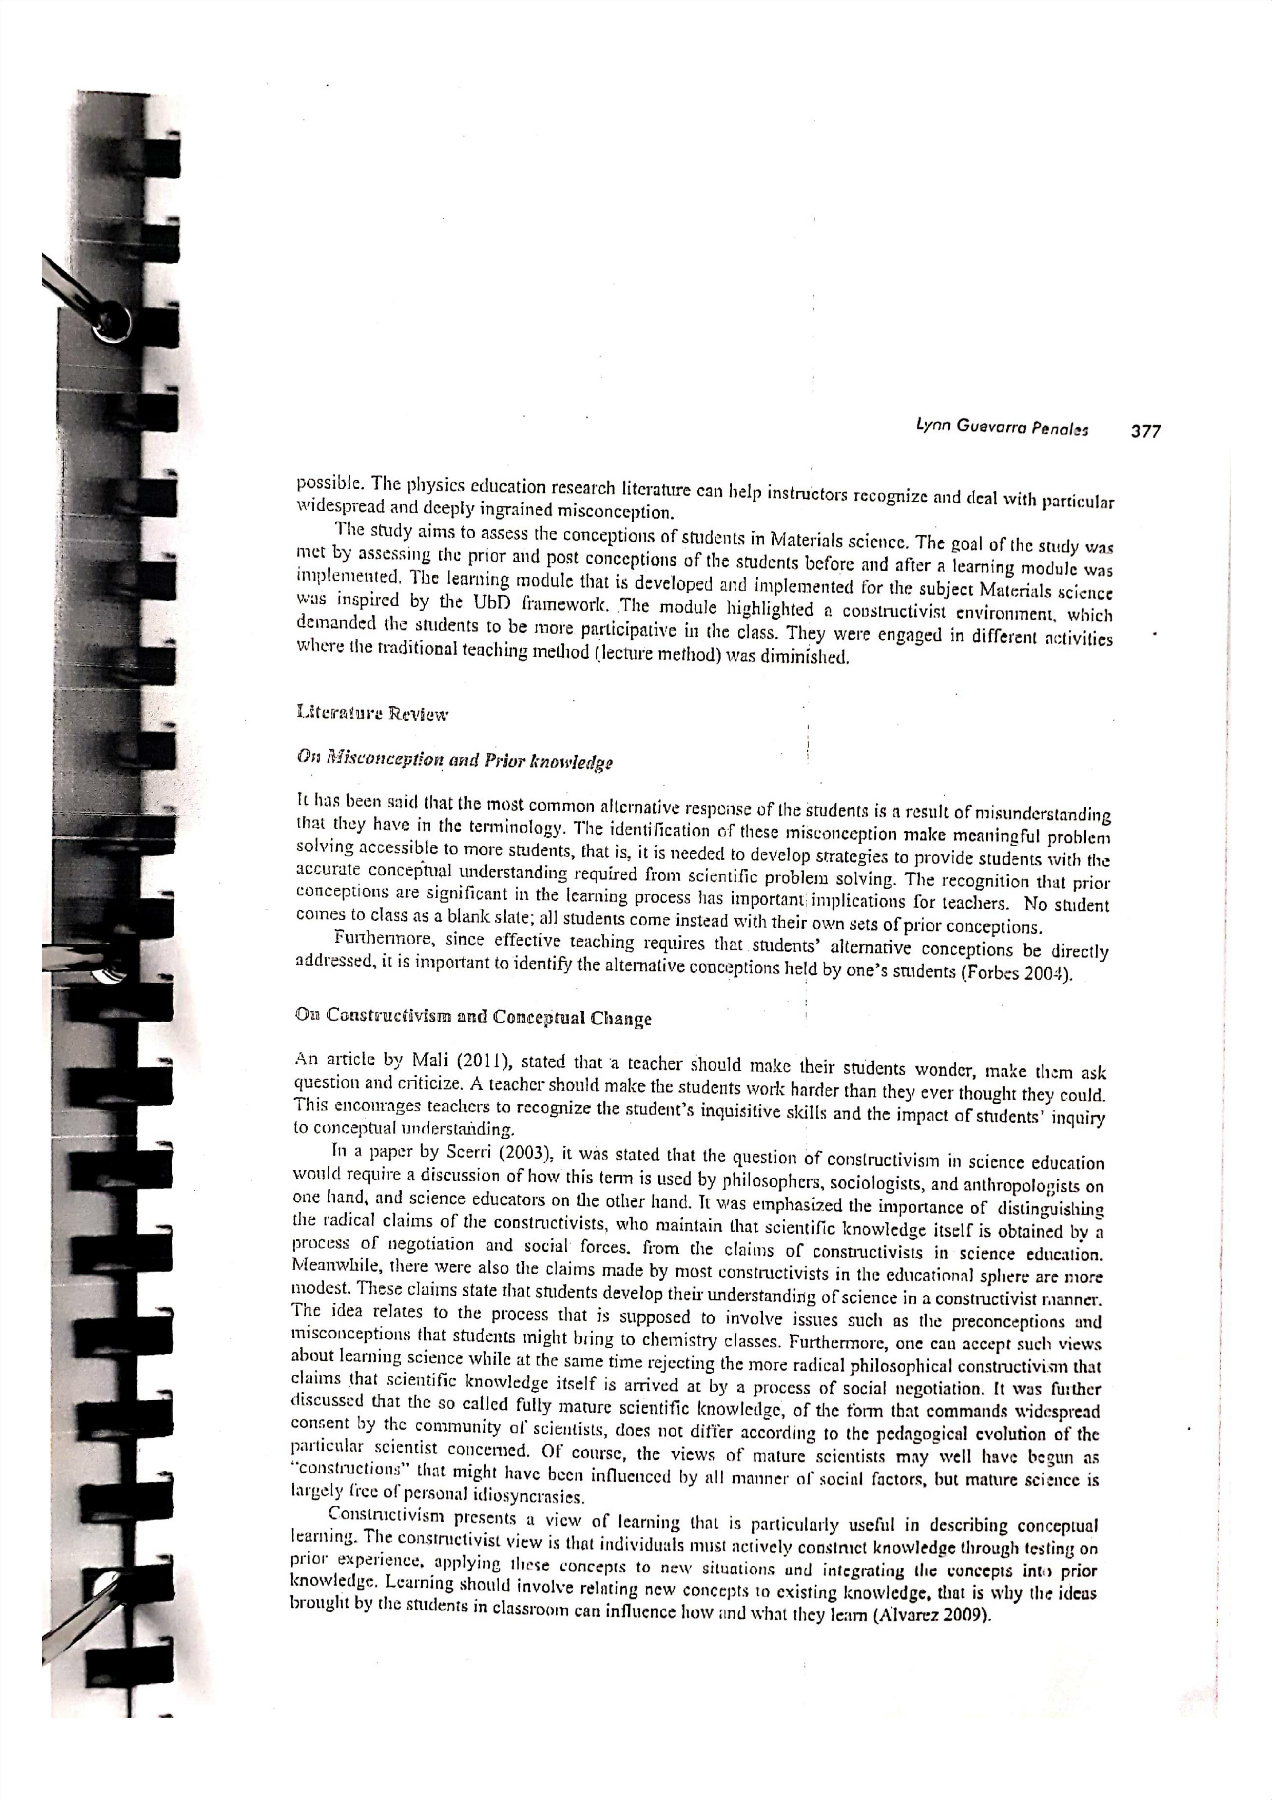 Lynn Guevarra Penales 377
possible. The physics education research literature can help instructors recognize and deal with particular
widespread and deeply ingrained misconception.
The study aims to assess the conceptions of students in Materials science. The goal of the study was
met by assessing the prior and post conceptions of the students before and after a learning module was
implemented. The learning module that is developed and implemented for the subject Materials science
was inspired by the UbD framework. The module highlighted a constructivist environment, which
demanded the students to be more participative in the class. They were engaged in different activities
where the traditional teaching method (lecture method) was diminished.
Literature Review
On Misconception and Prior knowledge
It has been said that the most common alternative response of the students is a result of misunderstanding
that they have in the terminology. The identification of these misconception make meaningful problem
solving accessible to more students, that is, it is needed to develop strategies to provide students with the
accurate conceptual understanding required from scientific problem solving. The recognition that prior
conceptions are significant in the learning process has important implications for teachers. No student
comes to class as a blank slate; all students come instead with their own sets of prior conceptions.
Furthermore, since effective teaching requires that students' alternative conceptions be directly
addressed, it is important to identify the alternative conceptions held by one's students (Forbes 2004).
On Constructivism and Conceptual Change
An article by Mali (2011), stated that a teacher should make their students wonder, make them ask
question and criticize. A teacher should make the students work harder than they ever thought they could.
This encourages teachers to recognize the student's inquisitive skills and the impact of students' inquiry
to conceptual understanding.
In a paper by Scerri (2003), it was stated that the question of constructivism in science education
would require a discussion of how this term is used by philosophers, sociologists, and anthropologists on
one hand, and science educators on the other hand. It was emphasized the importance of distinguishing
the radical claims of the constructivists, who maintain that scientific knowledge itself is obtained by a
process of negotiation and social forces. from the claims of constructivists in science education.
Meanwhile, there were also the claims made by most constructivists in the educational sphere are more
modest. These claims state that students develop their understanding of science in a constructivist manner.
The idea relates to the process that is supposed to involve issues such as the preconceptions and
misconceptions that students might bring to chemistry classes. Furthermore, one can accept such views
about learning science while at the same time rejecting the more radical philosophical constructivism that
claims that scientific knowledge itself is arrived at by a process of social negotiation. It was further
discussed that the so called fully mature scientific knowledge, of the form that commands widespread
consent by the community of scientists, does not differ according to the pedagogical evolution of the
particular scientist concerned. Of course, the views of mature scientists may well have begun as
"constructions" that might have been influenced by all manner of social factors, but mature science is
largely free of personal idiosyncrasies.
Constructivism presents a view of learning that is particularly useful in describing conceptual
learning. The constructivist view is that individuals must actively construct knowledge through testing on
prior experience, applying these concepts to new situations and integrating the concepts into prior
knowledge. Learning should involve relating new concepts to existing knowledge, that is why the ideas
brought by the students in classroom can influence how and what they learn (Alvarez 2009).